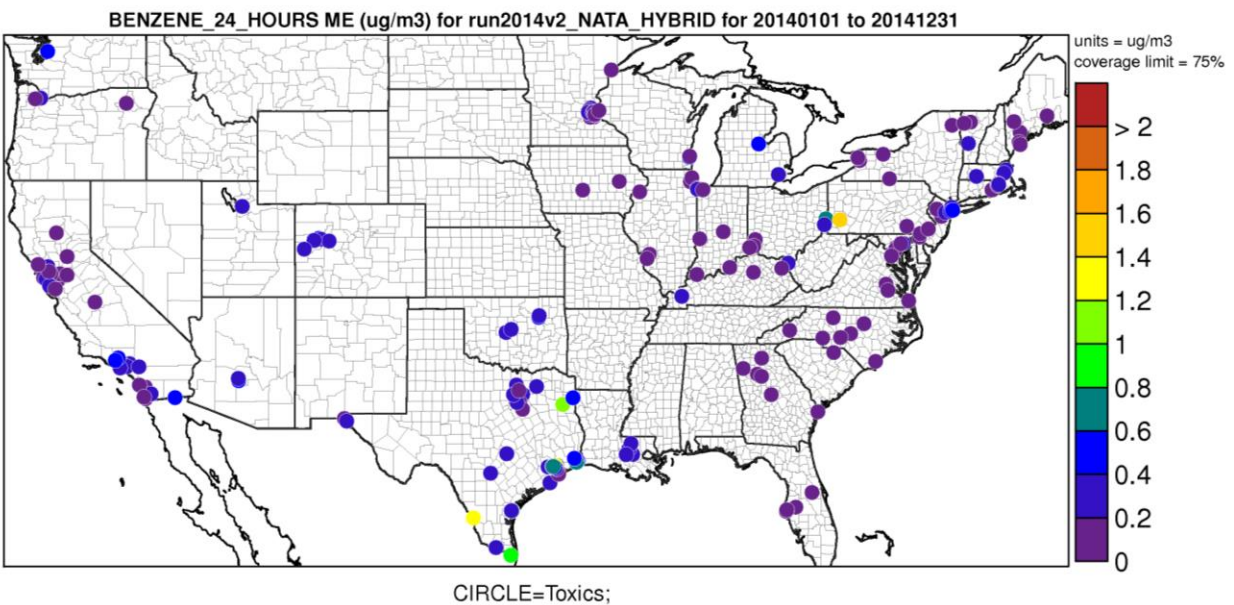 BENZENE_24_HOURS ME (ug/m3) for run2014v2_NATA_HYBRID for 20140101 to 20141231
units = ug/m3
coverage limit = 75%
> 2
1.8
1.6
1.4
1.2
1
0.8
0.6
0.4
0.2
0
CIRCLE=Toxics;